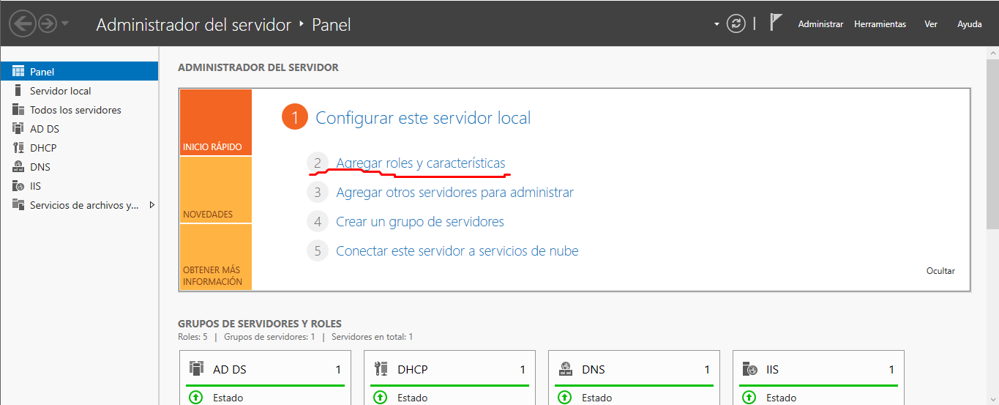 Administrador del servidor ‣ Panel
Administrar Herramientas Ver Ayuda
Panel
Servidor local
Todos los servidores
AD DS
DHCP
DNS
IIS
Servicios de archivos y...
ADMINISTRADOR DEL SERVIDOR
INICIO RÁPIDO
NOVEDADES
OBTENER MÁS
INFORMACIÓN
1 Configurar este servidor local
2 Agregar roles y características
3 Agregar otros servidores para administrar
4 Crear un grupo de servidores
5 Conectar este servidor a servicios de nube
Ocultar
GRUPOS DE SERVIDORES Y ROLES
Roles: 5 | Grupos de servidores: 1 | Servidores en total: 1
AD DS 1
Estado
DHCP 1
Estado
DNS 1
Estado
IIS 1
Estado